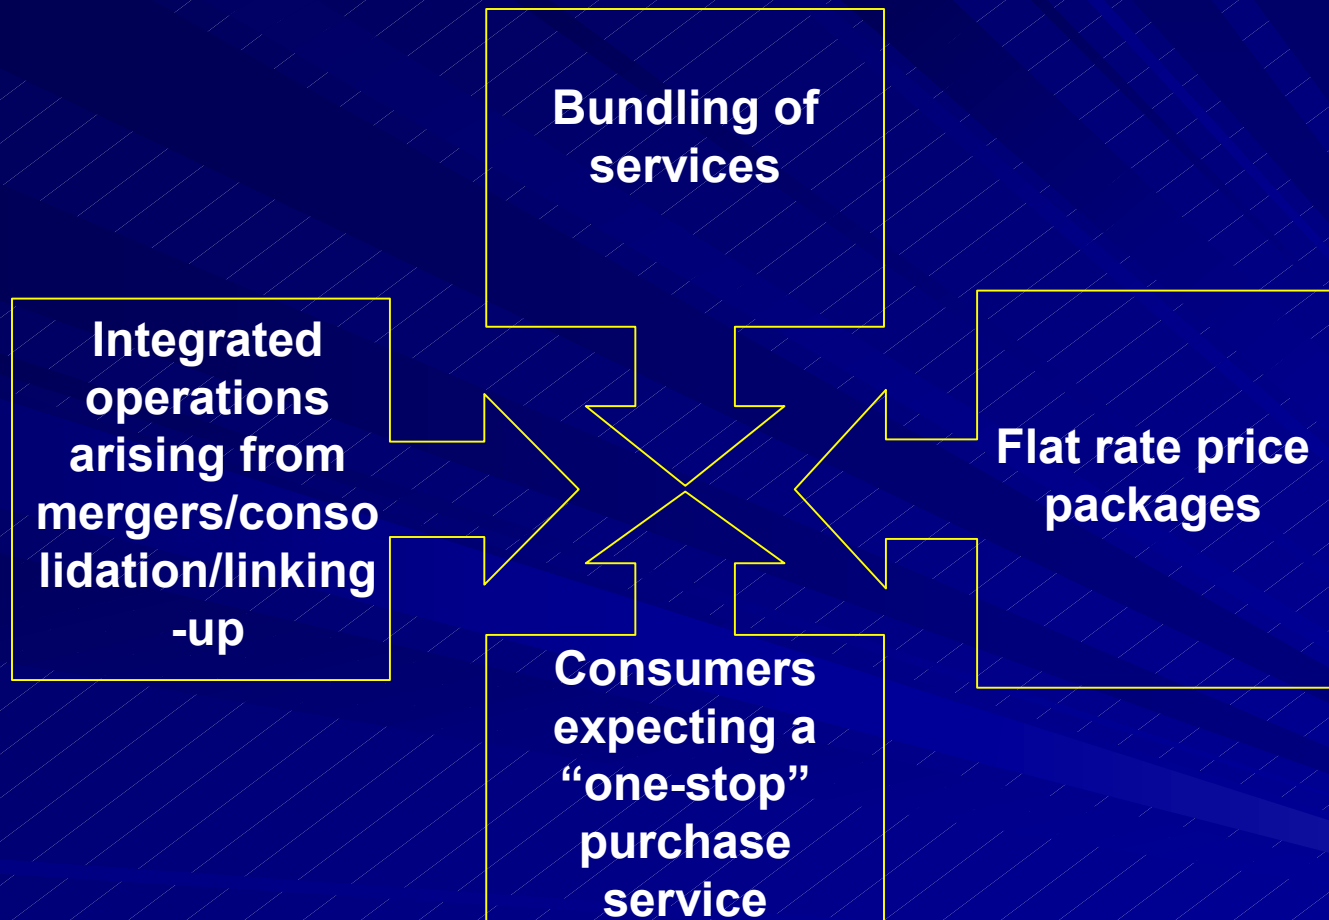 Bundling of
services
Integrated
operations
arising from
mergers/conso
lidation/linking
-up
Flat rate price
packages
Consumers
expecting a
“one-stop”
purchase
service